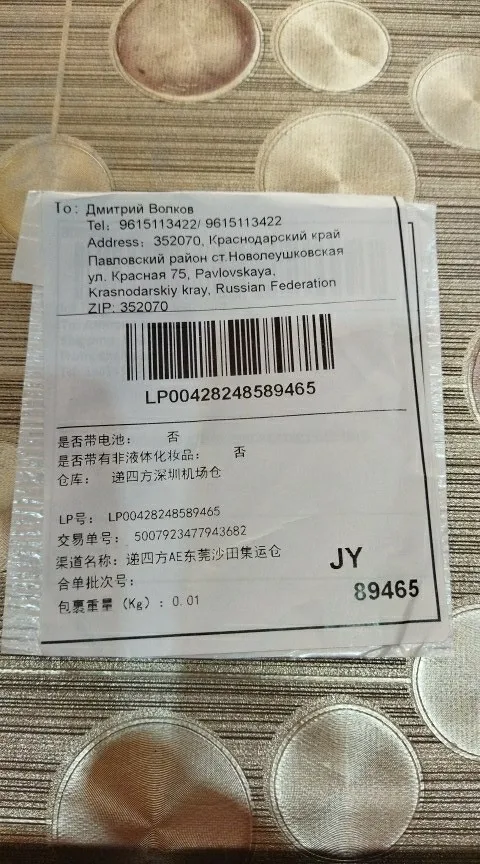 To: Дмитрий Волков
Tel: 9615113422/ 9615113422
Address: 352070, Краснодарский край
Павловский район ст.Новолеушковская
ул. Красная 75, Pavlovskaya,
Krasnodarskiy kray, Russian Federation
ZIP: 352070
LP00428248589465
是否带电池: 否
是否带有非液体化妆品: 否
仓库: 递四方深圳机场仓
LP号: LP00428248589465
交易单号: 5007923477943682
渠道名称: 递四方AE东莞沙田集运仓
JY
合单批次号:
89465
包裹重量 (Kg) : 0.01